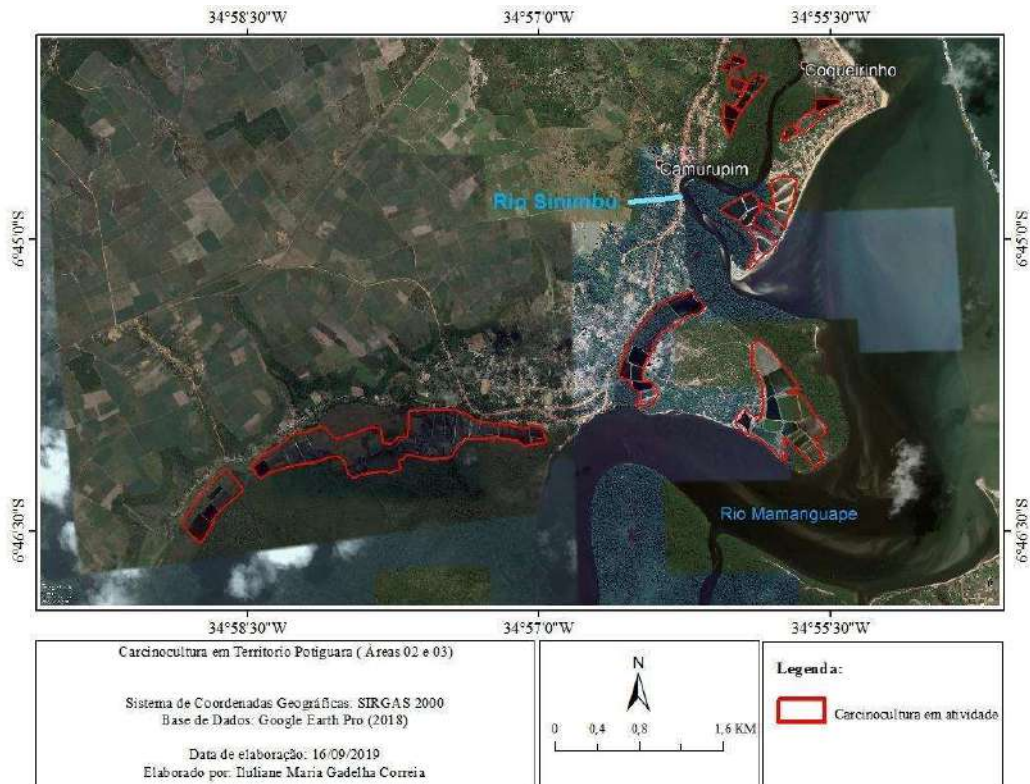 34°58'30"W 34°57'0"W 34°55'30"W
Coqueirinho
Camurupim
Rio Sinimbu
6°45'0"S 6°45'0"S
Rio Mamanguape
6°46'30"S 6°46'30"S
34°58'30"W 34°57'0"W 34°55'30"W
Carcinocultura em Territorio Potiguara ( Áreas 02 e 03)
Sistema de Coordenadas Geográficas: SIRGAS 2000
Base de Dados: Google Earth Pro (2018)
Data de elaboração: 16/09/2019
Elaborado por: Iluliane Maria Gadelha Correia
N
0 0,4 0,8 1,6 KM
Legenda:
Carcinocultura em atividade